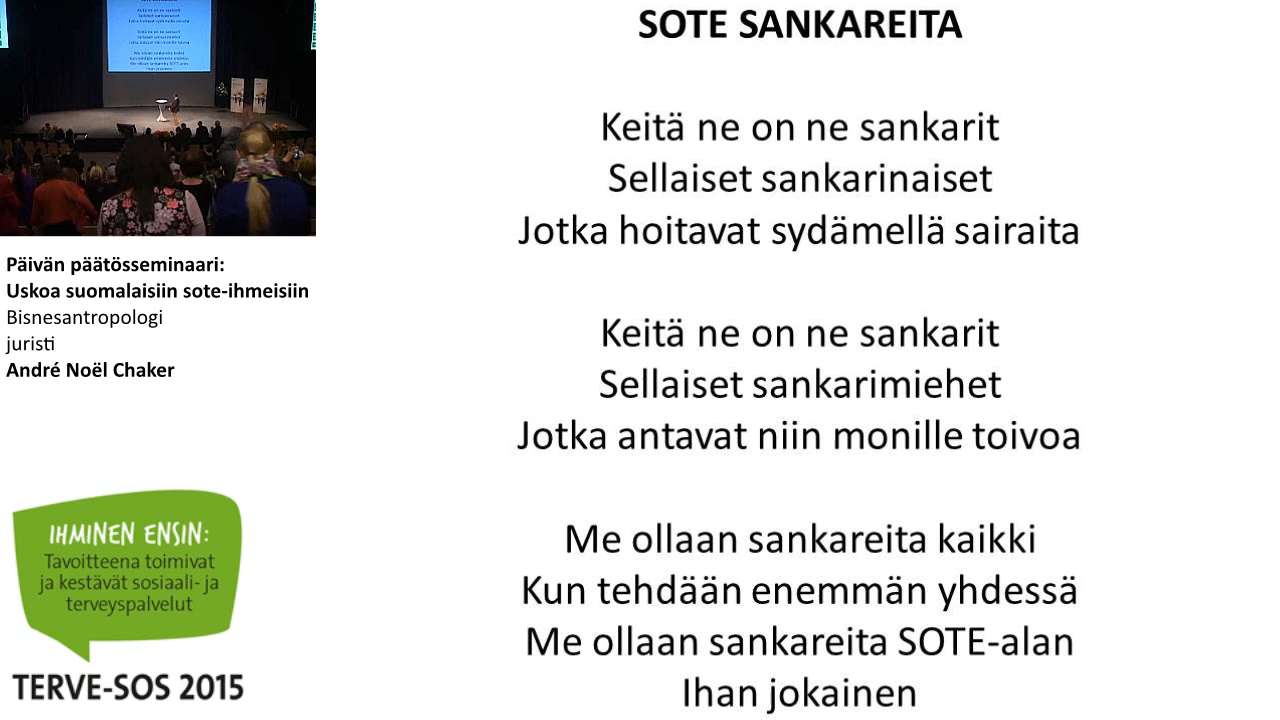 SOTE SANKAREITA
Keitä ne on ne sankarit
Sellaiset sankarinaiset
Jotka hoitavat sydämellä sairaita
Keitä ne on ne sankarit
Sellaiset sankarimiehet
Jotka antavat niin monille toivoa
Me ollaan sankareita kaikki
Kun tehdään enemmän yhdessä
Me ollaan sankareita SOTE-alan
Ihan jokainen
Päivän päätösseminaari:
Uskoa suomalaisiin sote-ihmeisiin
Bisnesantropologi
juristi
André Noël Chaker
IHMINEN ENSIN:
Tavoitteena toimivat
ja kestävät sosiaali- ja
terveyspalvelut
TERVE-SOS 2015